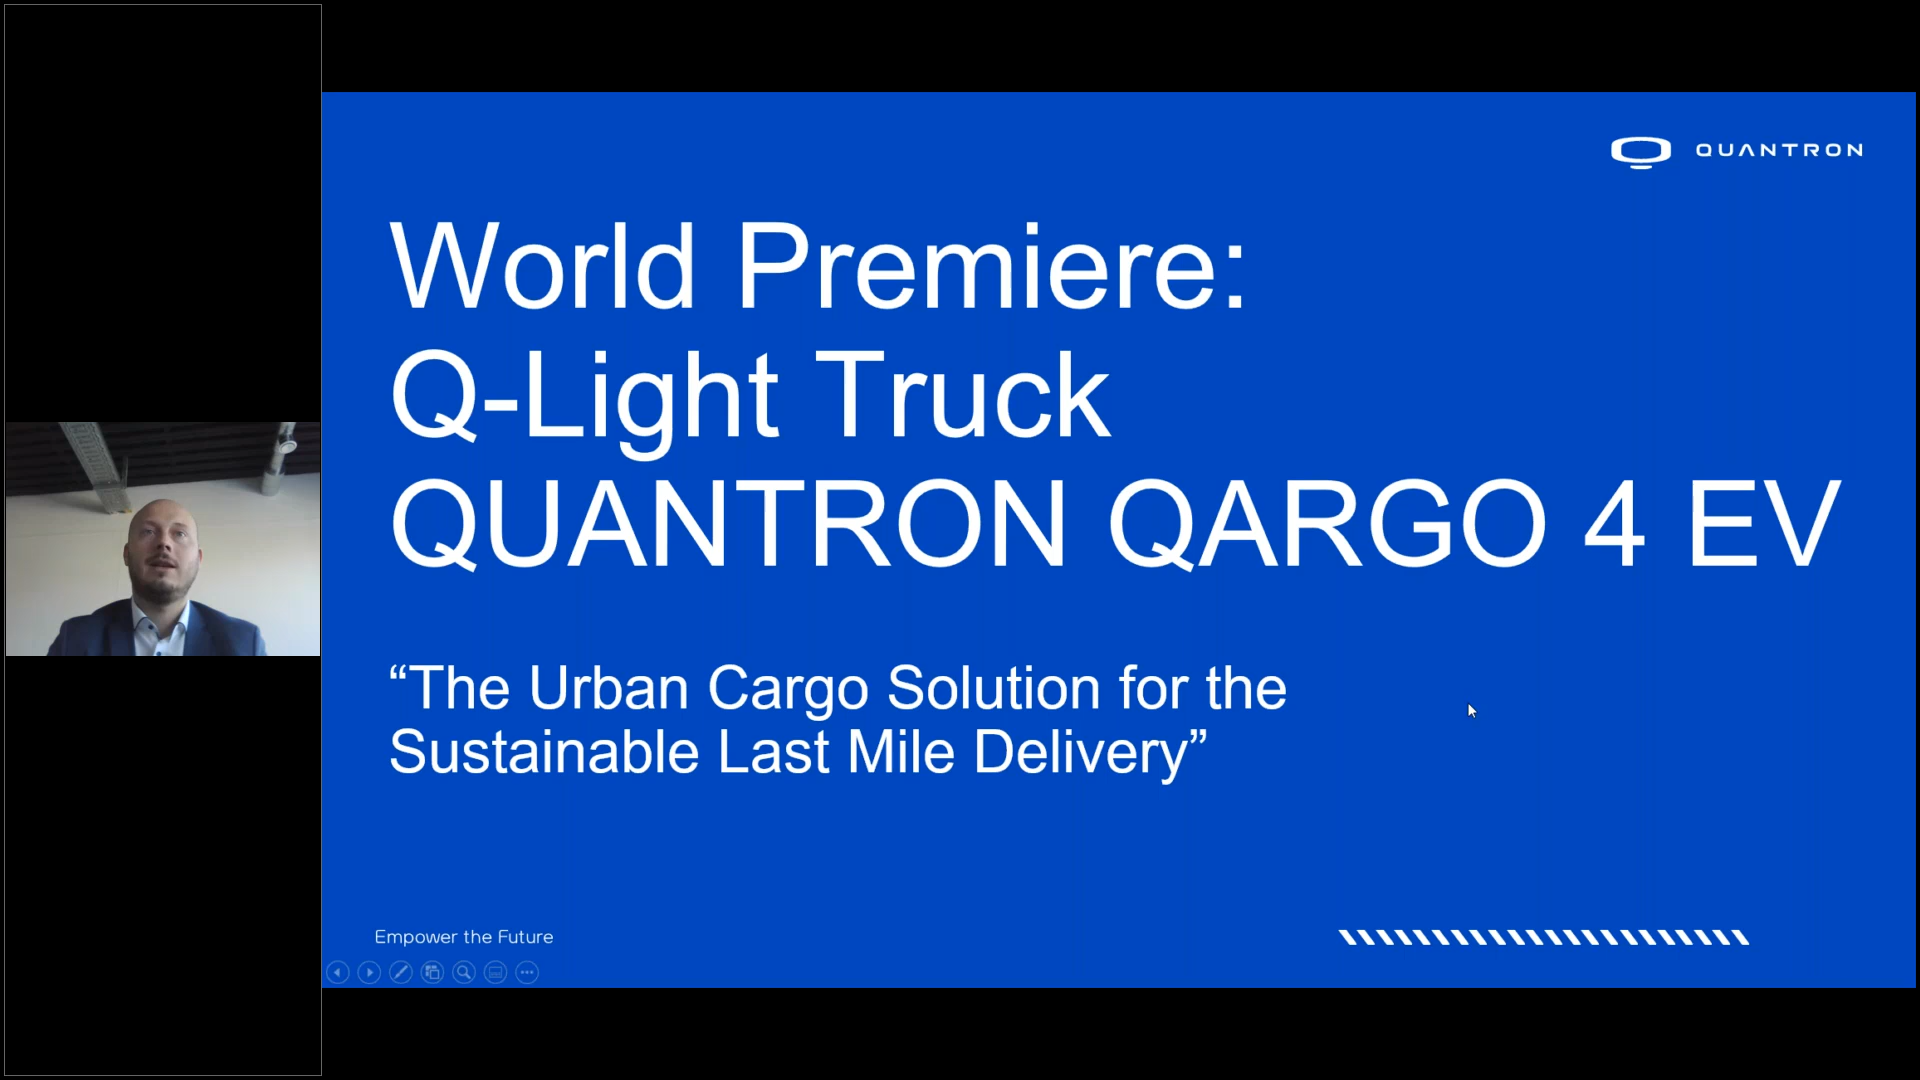 QUANTRON
World Premiere:
Q-Light Truck
QUANTRON QARGO 4 EV
“The Urban Cargo Solution for the
Sustainable Last Mile Delivery”
Empower the Future